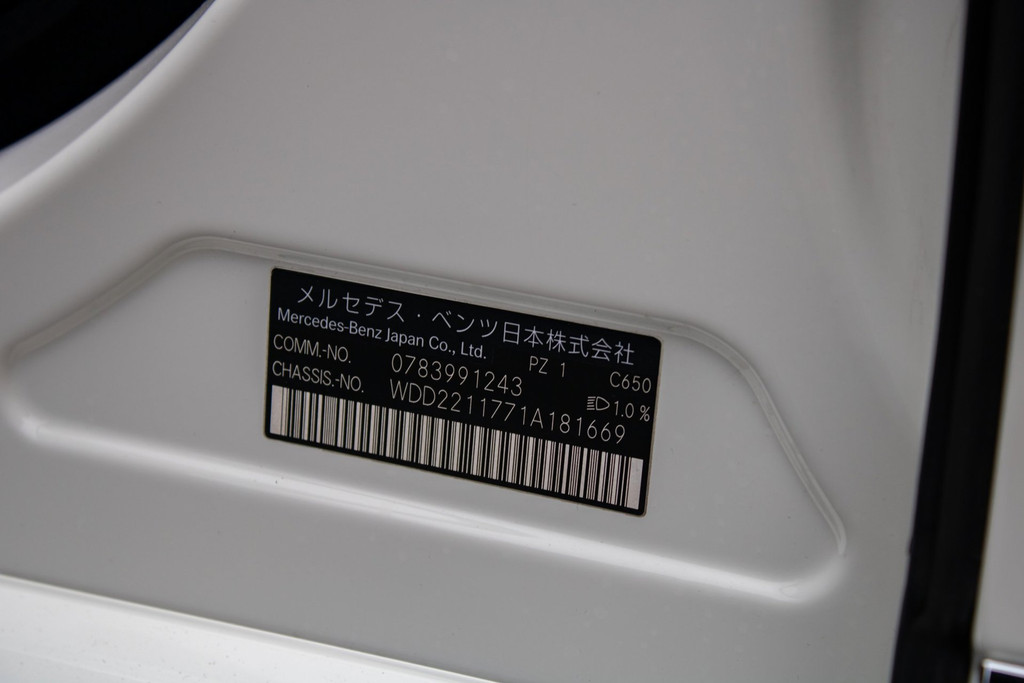 メルセデス・ベンツ日本株式会社
Mercedes-Benz Japan Co., Ltd.
COMM.-NO. 0783991243 PZ 1 C650
CHASSIS.-NO. WDD2211771A181669 1.0 %